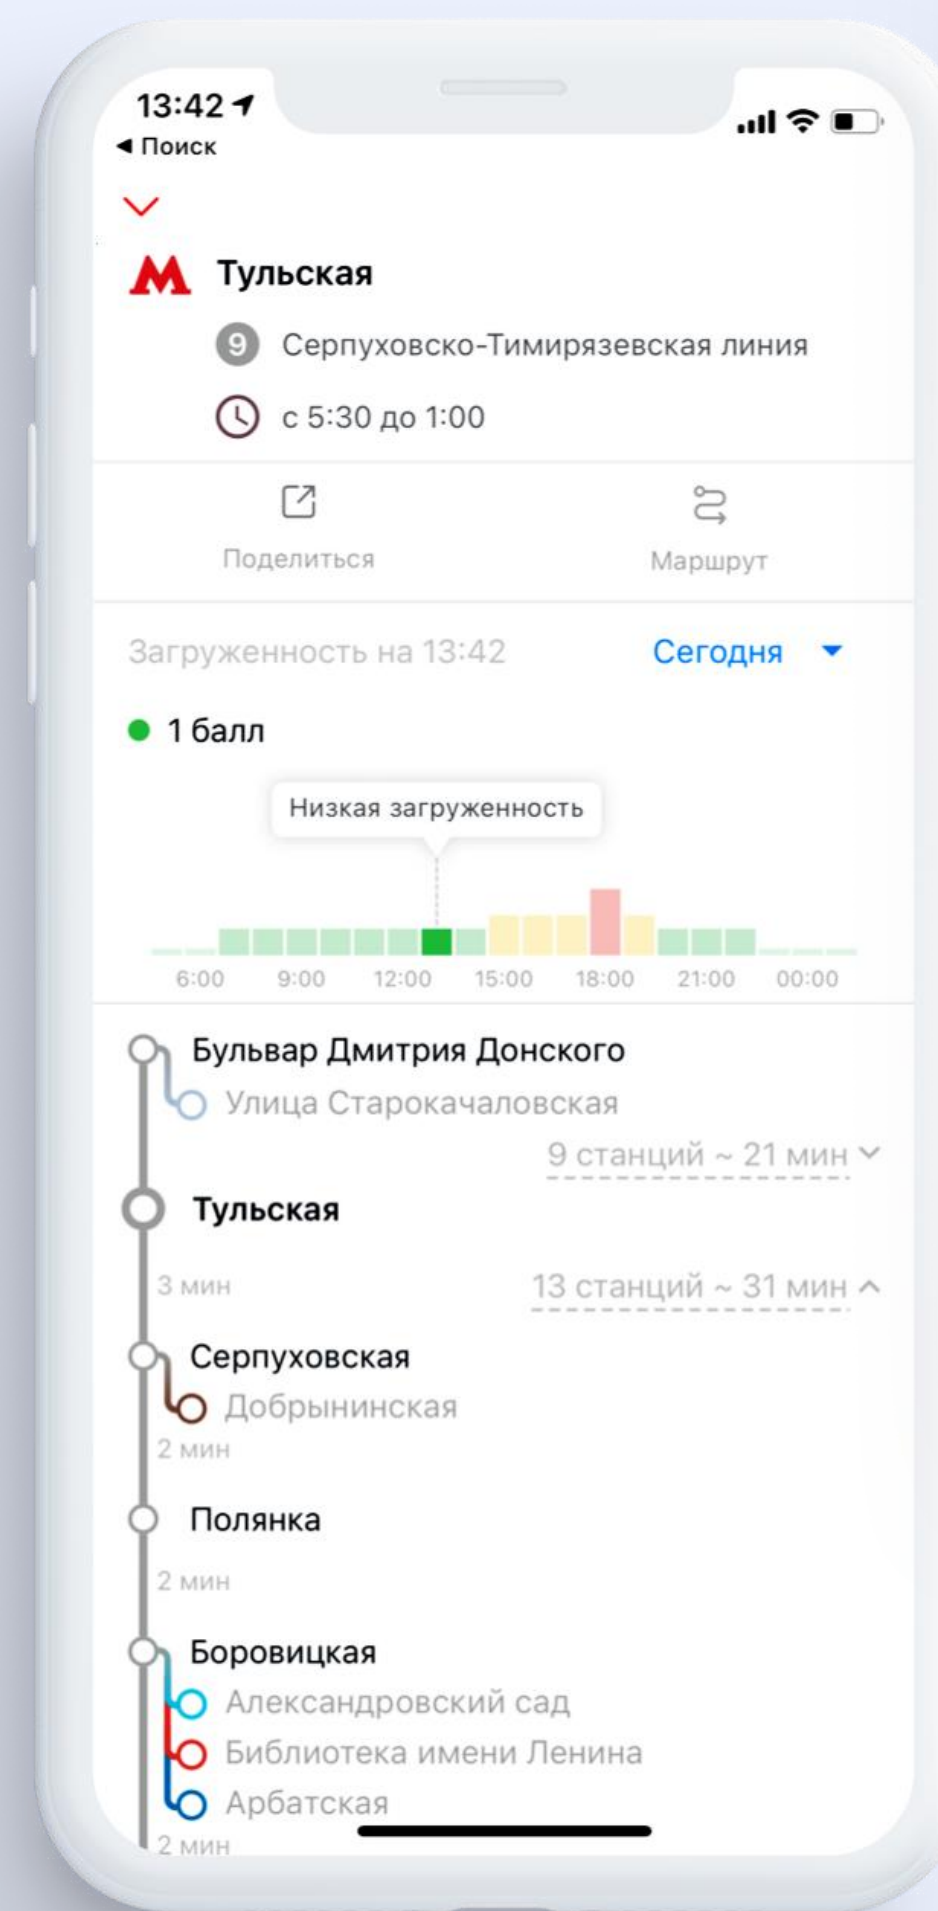 13:42
Поиск
М Тульская
9 Серпуховско-Тимирязевская линия
с 5:30 до 1:00
Поделиться
Маршрут
Загруженность на 13:42
Сегодня
1 балл
Низкая загруженность
6:00 9:00 12:00 15:00 18:00 21:00 00:00
Бульвар Дмитрия Донского
Улица Старокачаловская
9 станций ~ 21 мин
Тульская
3 мин
13 станций ~ 31 мин
Серпуховская
Добрынинская
2 мин
Полянка
2 мин
Боровицкая
Александровский сад
Библиотека имени Ленина
Арбатская
2 мин